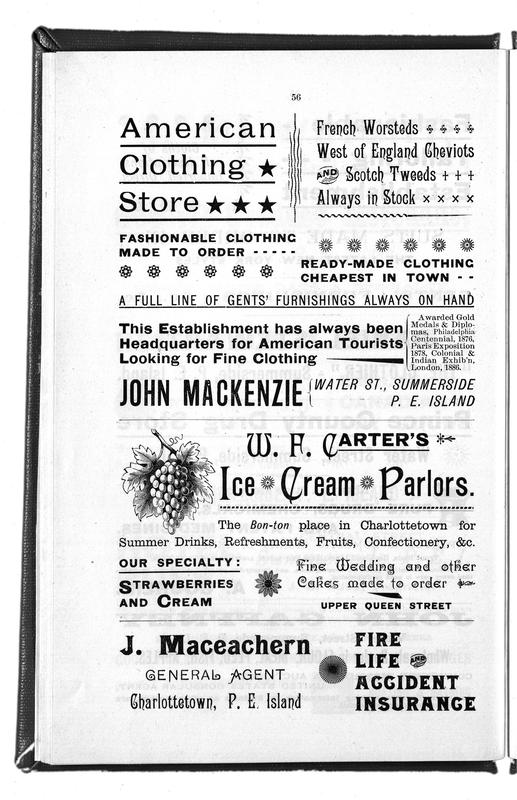 56
American
Clothing
Store
French Worsteds
West of England Cheviots
AND Scotch Tweeds
Always in Stock
FASHIONABLE CLOTHING
MADE TO ORDER - - - - -
READY-MADE CLOTHING
CHEAPEST IN TOWN - -
A FULL LINE OF GENTS' FURNISHINGS ALWAYS ON HAND
This Establishment has always been
Headquarters for American Tourists
Looking for Fine Clothing
Awarded Gold
Medals & Diplo-
mas, Philadelphia
Centennial, 1876,
Paris Exposition
1878, Colonial &
Indian Exhib'n,
London, 1886.
JOHN MACKENZIE
WATER ST., SUMMERSIDE
P. E. ISLAND
W. F. CARTER'S
Ice Cream Parlors.
The Bon-ton place in Charlottetown for
Summer Drinks, Refreshments, Fruits, Confectionery, &c.
OUR SPECIALTY:
STRAWBERRIES
AND CREAM
Fine Wedding and other
Cakes made to order
UPPER QUEEN STREET
J. Maceachern
GENERAL AGENT
Charlottetown, P. E. Island
FIRE
LIFE AND
ACCIDENT
INSURANCE